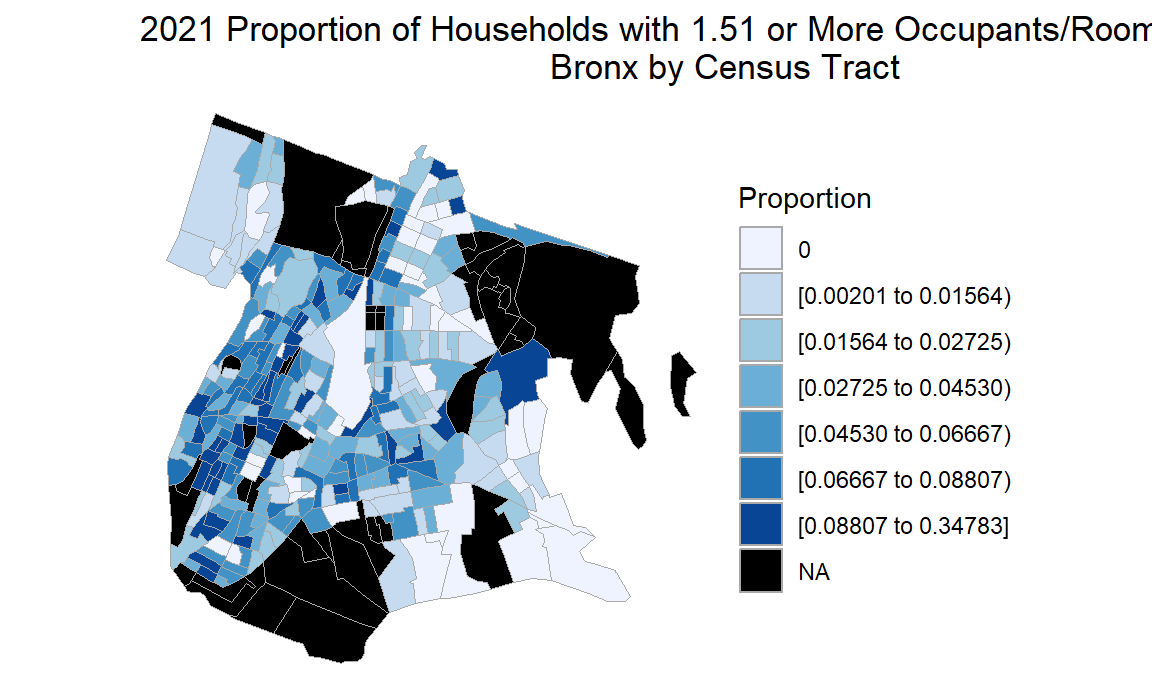 2021 Proportion of Households with 1.51 or More Occupants/Room
Bronx by Census Tract
Proportion
0
[0.00201 to 0.01564)
[0.01564 to 0.02725)
[0.02725 to 0.04530)
[0.04530 to 0.06667)
[0.06667 to 0.08807)
[0.08807 to 0.34783]
NA